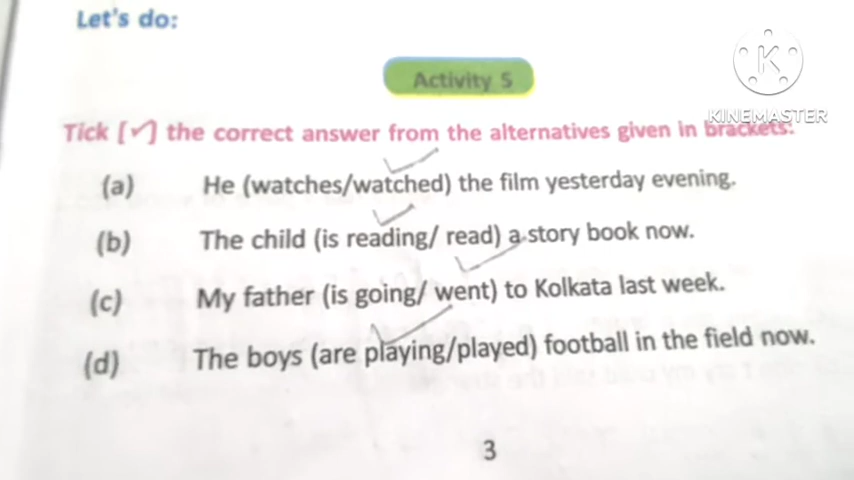 Let's do:
Activity 5
KINEMASTER
Tick [✓] the correct answer from the alternatives given in brackets:
(a) He (watches/watched) the film yesterday evening.
(b) The child (is reading/ read) a story book now.
(c) My father (is going/ went) to Kolkata last week.
(d) The boys (are playing/played) football in the field now.
3